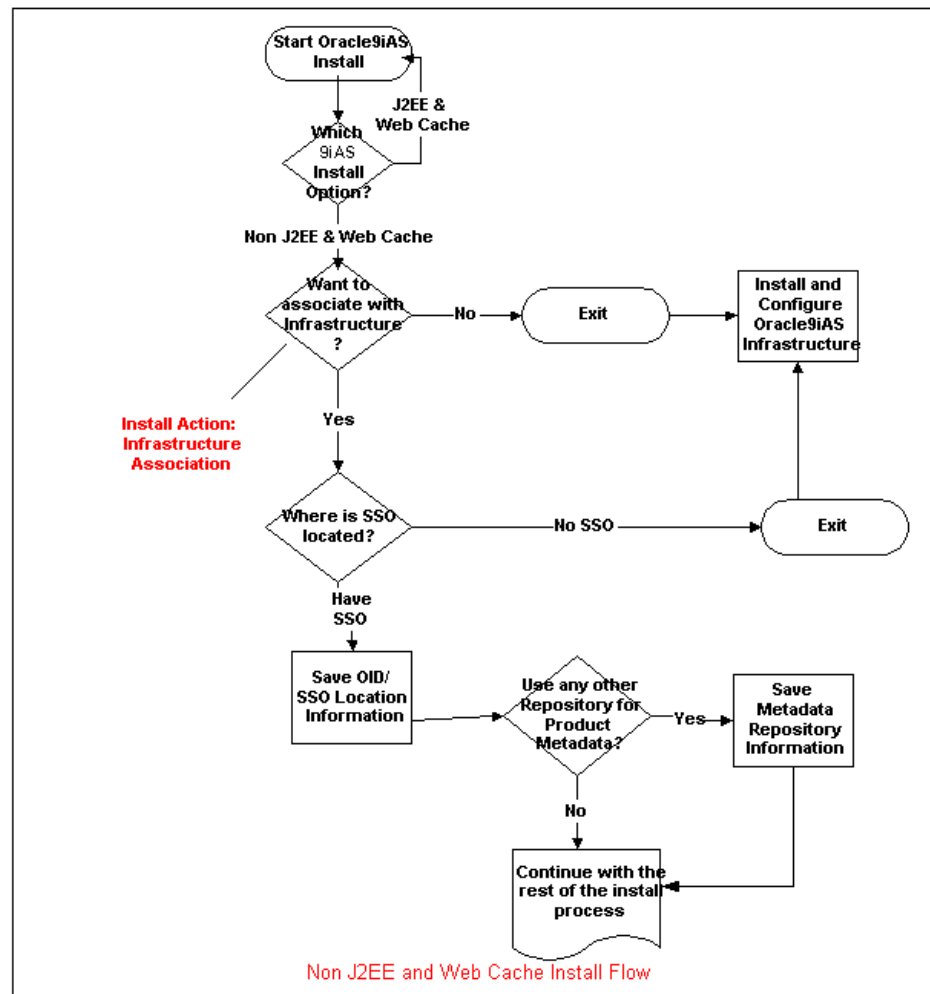 Start Oracle9iAS
Install
J2EE &
Web Cache
Which
9iAS
Install
Option?
Non J2EE & Web Cache
Want to
associate with
Infrastructure
?
No
Exit
Install and
Configure
Oracle9iAS
Infrastructure
Install Action:
Infrastructure
Association
Yes
Where is SSO
located?
No SSO
Exit
Have
SSO
Save OID/
SSO Location
Information
Use any other
Repository for
Product
Metadata?
Yes
Save
Metadata
Repository
Information
No
Continue with the
rest of the install
process
Non J2EE and Web Cache Install Flow